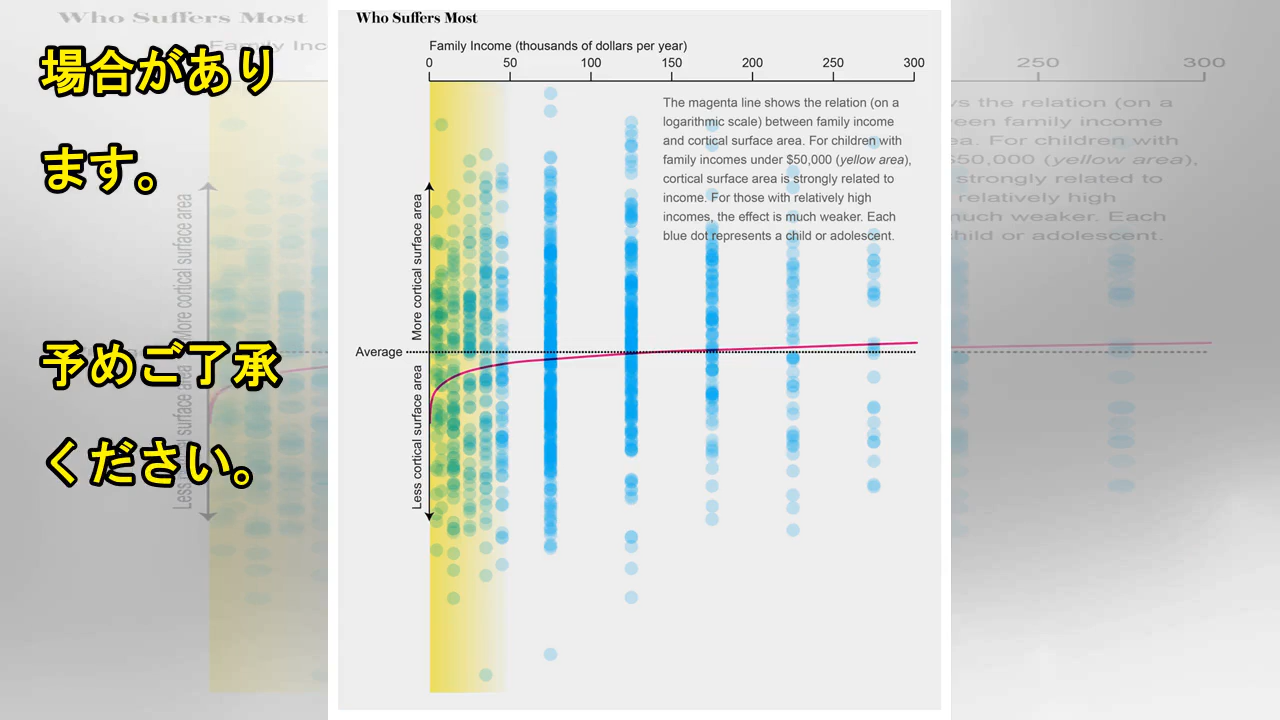 場合があり
ます。
予めご了承
ください。
Who Suffers Most
Family Income (thousands of dollars per year)
0 50 100 150 200 250 300
The magenta line shows the relation (on a
logarithmic scale) between family income
and cortical surface area. For children with
family incomes under $50,000 (yellow area),
cortical surface area is strongly related to
income. For those with relatively high
incomes, the effect is much weaker. Each
blue dot represents a child or adolescent.
More cortical surface area
Average
Less cortical surface area